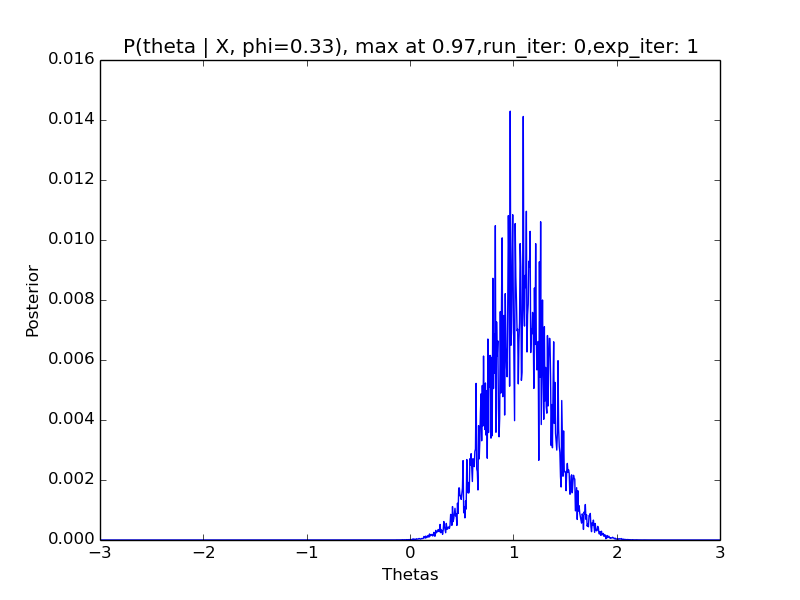 P(theta | X, phi=0.33), max at 0.97,run_iter: 0,exp_iter: 1
0.016
0.014
0.012
0.010
0.008
0.006
0.004
0.002
0.000
Posterior
−3 −2 −1 0 1 2 3
Thetas